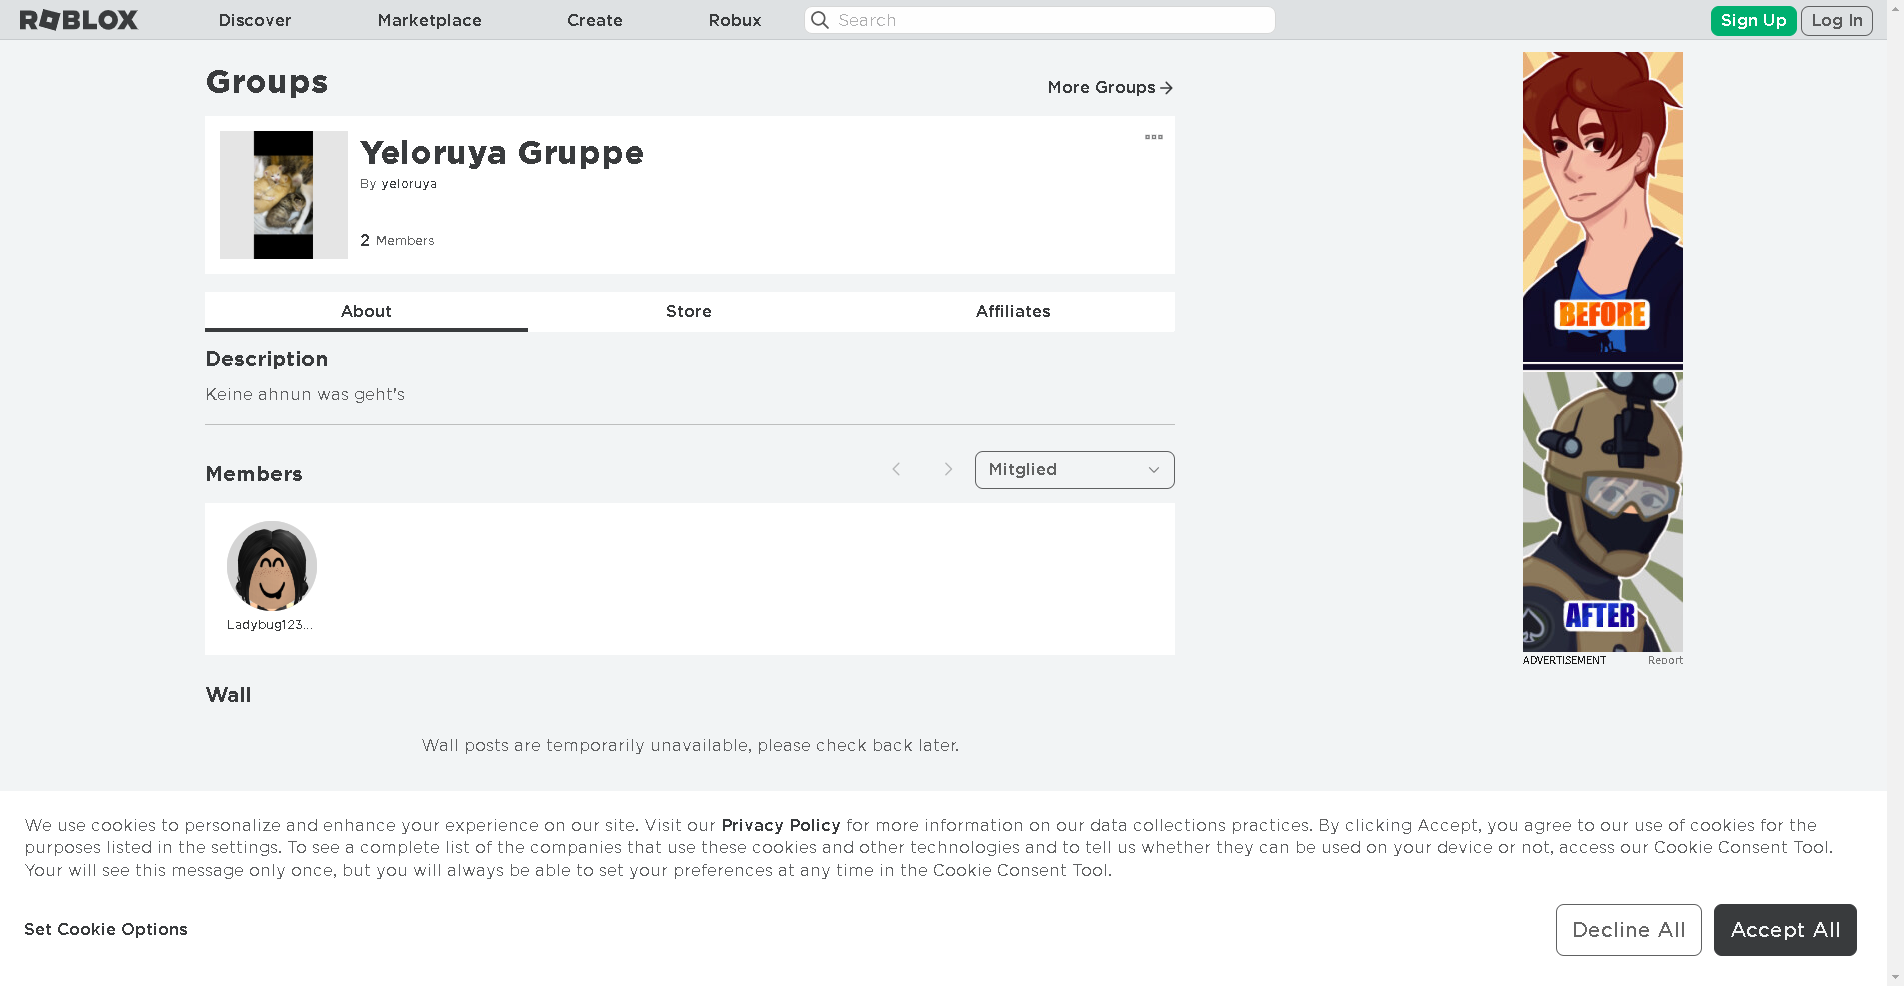 ROBLOX Discover Marketplace Create Robux Search Sign Up Log In
Groups
More Groups
Yeloruya Gruppe
By yeloruya
2 Members
About Store Affiliates
Description
Keine ahnun was geht's
Members
Mitglied
Ladybug123...
Wall
Wall posts are temporarily unavailable, please check back later.
BEFORE
AFTER
ADVERTISEMENT Report
We use cookies to personalize and enhance your experience on our site. Visit our Privacy Policy for more information on our data collections practices. By clicking Accept, you agree to our use of cookies for the
purposes listed in the settings. To see a complete list of the companies that use these cookies and other technologies and to tell us whether they can be used on your device or not, access our Cookie Consent Tool.
Your will see this message only once, but you will always be able to set your preferences at any time in the Cookie Consent Tool.
Set Cookie Options
Decline All
Accept All